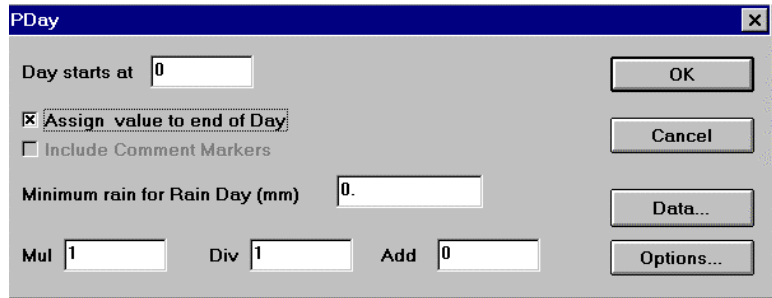 PDay
Day starts at 0
OK
Assign value to end of Day
Include Comment Markers
Cancel
Minimum rain for Rain Day (mm) 0.
Data...
Mul 1 Div 1 Add 0
Options...